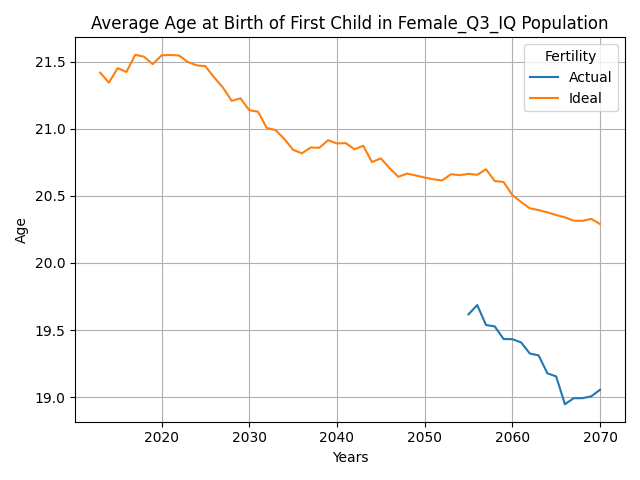 Average Age at Birth of First Child in Female_Q3_IQ Population
Fertility
Actual
Ideal
21.5
21.0
20.5
20.0
19.5
19.0
Age
2020
2030
2040
2050
2060
2070
Years